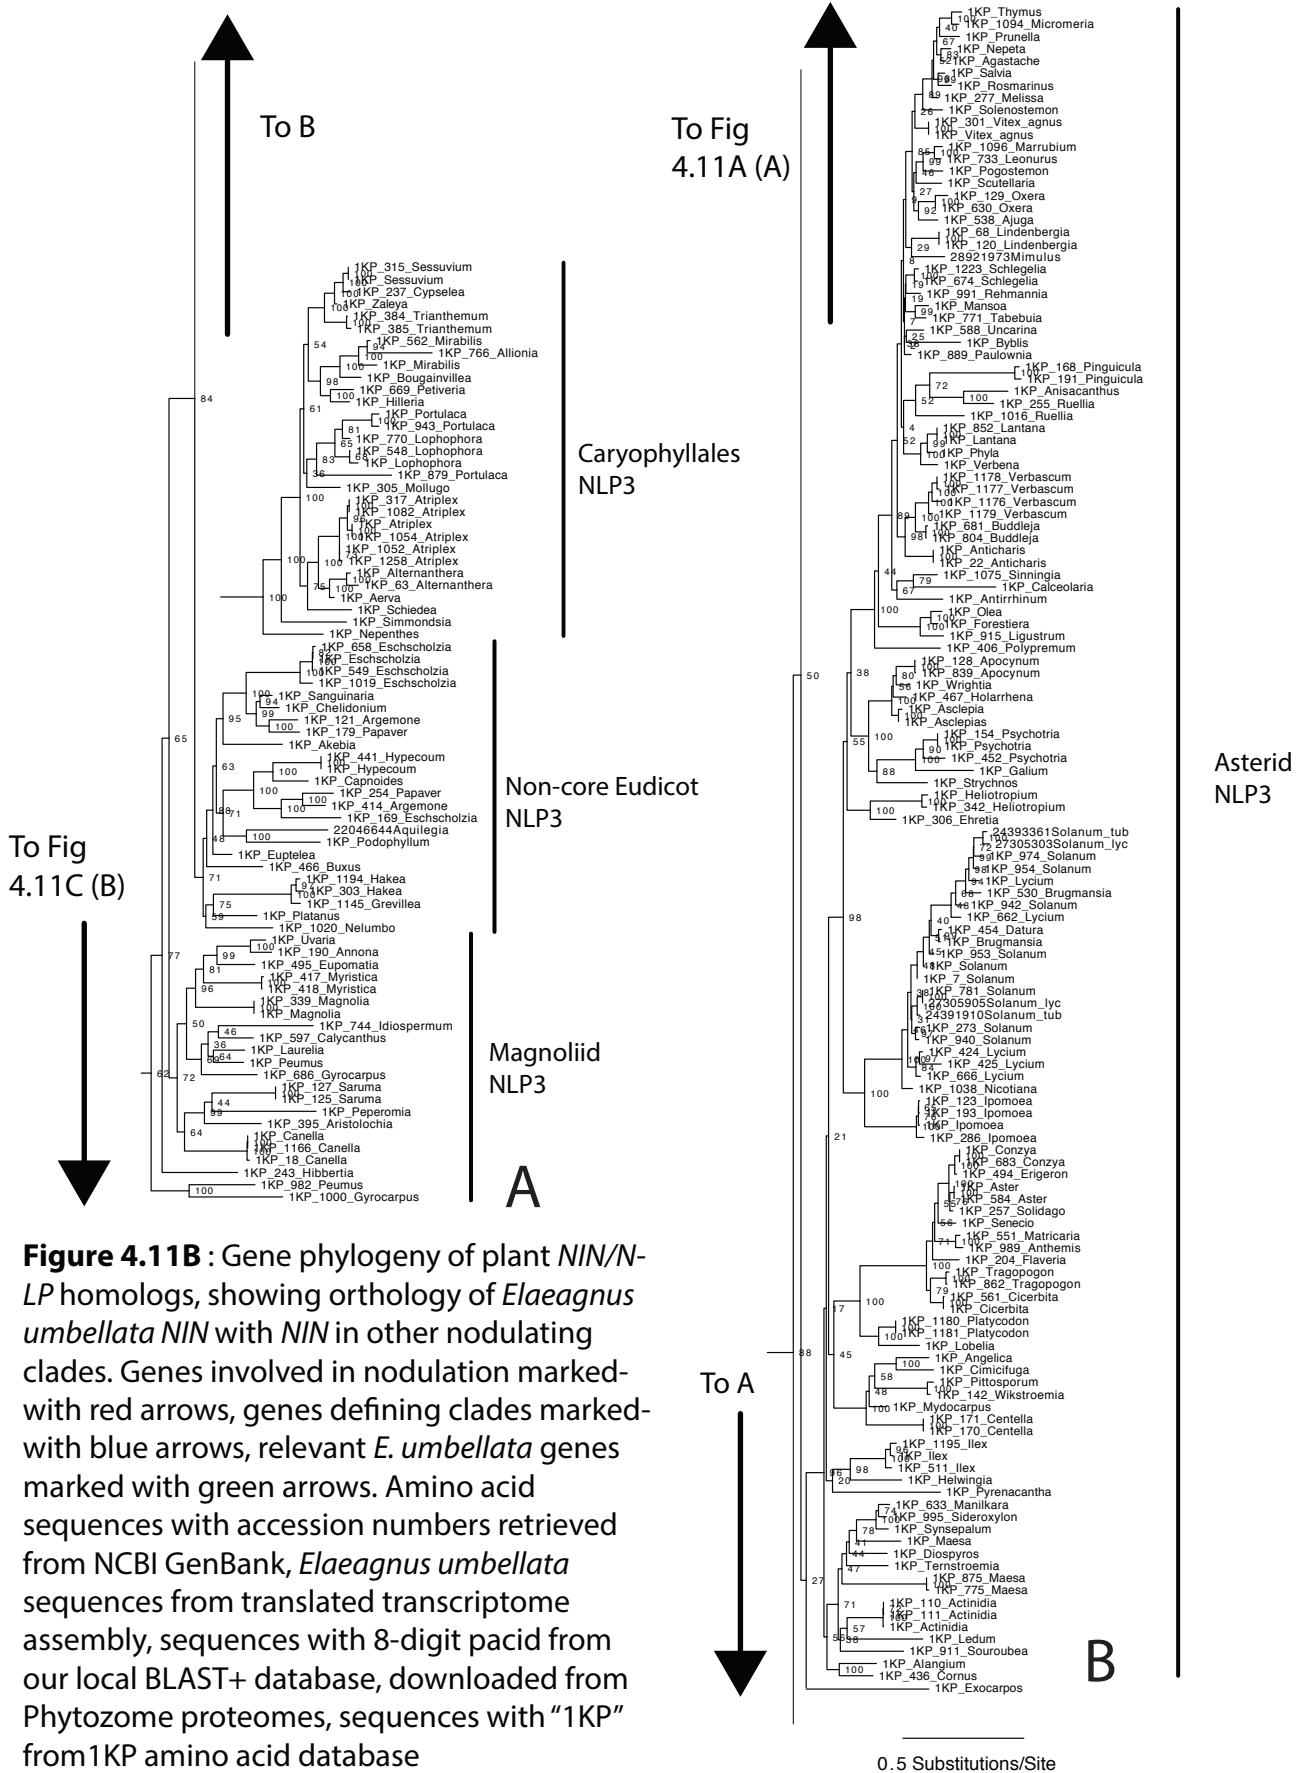 To B
84
1KP_315_Sessuvium
1KP_Sessuvium
1KP_237_Cypselea
1KP_Zaleya
1KP_384_Trianthemum
1KP_385_Trianthemum
1KP_562_Mirabilis
1KP_766_Allionia
1KP_Mirabilis
1KP_Bougainvillea
1KP_669_Petiveria
1KP_Hilleria
1KP_Portulaca
1KP_943_Portulaca
1KP_770_Lophophora
1KP_548_Lophophora
1KP_Lophophora
1KP_879_Portulaca
1KP_305_Mollugo
1KP_317_Atriplex
1KP_1082_Atriplex
1KP_Atriplex
1KP_1054_Atriplex
1KP_1052_Atriplex
1KP_1258_Atriplex
1KP_Alternanthera
1KP_63_Alternanthera
1KP_Aerva
1KP_Schiedea
1KP_Simmondsia
1KP_Nepenthes
Caryophyllales
NLP3
1KP_658_Eschscholzia
1KP_Eschscholzia
1KP_549_Eschscholzia
1KP_1019_Eschscholzia
1KP_Sanguinaria
1KP_Chelidonium
1KP_121_Argemone
1KP_179_Papaver
1KP_Akebia
1KP_441_Hypecoum
1KP_Hypecoum
1KP_Capnoides
1KP_254_Papaver
1KP_414_Argemone
1KP_169_Eschscholzia
22046644Aquilegia
1KP_Podophyllum
1KP_Euptelea
1KP_466_Buxus
1KP_1194_Hakea
1KP_303_Hakea
1KP_1145_Grevillea
1KP_Platanus
1KP_1020_Nelumbo
Non-core Eudicot
NLP3
1KP_Uvaria
1KP_190_Annona
1KP_495_Eupomatia
1KP_417_Myristica
1KP_418_Myristica
1KP_339_Magnolia
1KP_Magnolia
1KP_744_Idiospermum
1KP_597_Calycanthus
1KP_Laurelia
1KP_Peumus
1KP_686_Gyrocarpus
1KP_127_Saruma
1KP_125_Saruma
1KP_Peperomia
1KP_395_Aristolochia
1KP_Canella
1KP_1166_Canella
1KP_18_Canella
1KP_243_Hibbertia
1KP_982_Peumus
1KP_1000_Gyrocarpus
Magnoliid
NLP3
To Fig
4.11C (B)
A
Figure 4.11B : Gene phylogeny of plant NIN/N-
LP homologs, showing orthology of Elaeagnus
umbellata NIN with NIN in other nodulating
clades. Genes involved in nodulation marked-
with red arrows, genes defining clades marked-
with blue arrows, relevant E. umbellata genes
marked with green arrows. Amino acid
sequences with accession numbers retrieved
from NCBI GenBank, Elaeagnus umbellata
sequences from translated transcriptome
assembly, sequences with 8-digit pacid from
our local BLAST+ database, downloaded from
Phytozome proteomes, sequences with “1KP”
from1KP amino acid database
To Fig
4.11A (A)
1KP_Thymus
1KP_1094_Micromeria
1KP_Prunella
1KP_Nepeta
1KP_Agastache
1KP_Salvia
1KP_Rosmarinus
1KP_277_Melissa
1KP_Solenostemon
1KP_301_Vitex_agnus
1KP_Vitex_agnus
1KP_1096_Marrubium
1KP_733_Leonurus
1KP_Pogostemon
1KP_Scutellaria
1KP_129_Oxera
1KP_630_Oxera
1KP_538_Ajuga
1KP_68_Lindenbergia
1KP_120_Lindenbergia
28921973Mimulus
1KP_1223_Schlegelia
1KP_674_Schlegelia
1KP_991_Rehmannia
1KP_Mansoa
1KP_771_Tabebuia
1KP_588_Uncarina
1KP_Byblis
1KP_889_Paulownia
1KP_168_Pinguicula
1KP_191_Pinguicula
1KP_Anisacanthus
1KP_255_Ruellia
1KP_1016_Ruellia
1KP_852_Lantana
1KP_Lantana
1KP_Phyla
1KP_Verbena
1KP_1178_Verbascum
1KP_1177_Verbascum
1KP_1176_Verbascum
1KP_1179_Verbascum
1KP_681_Buddleja
1KP_804_Buddleja
1KP_Anticharis
1KP_22_Anticharis
1KP_1075_Sinningia
1KP_Calceolaria
1KP_Antirrhinum
1KP_Olea
1KP_Forestiera
1KP_915_Ligustrum
1KP_406_Polypremum
1KP_128_Apocynum
1KP_839_Apocynum
1KP_Wrightia
1KP_467_Holarrhena
1KP_Asclepia
1KP_Asclepias
1KP_154_Psychotria
1KP_Psychotria
1KP_452_Psychotria
1KP_Galium
1KP_Strychnos
1KP_Heliotropium
1KP_342_Heliotropium
1KP_306_Ehretia
24393361Solanum_tub
27305303Solanum_lyc
1KP_974_Solanum
1KP_954_Solanum
1KP_Lycium
1KP_530_Brugmansia
1KP_942_Solanum
1KP_662_Lycium
1KP_454_Datura
1KP_Brugmansia
1KP_953_Solanum
1KP_Solanum
1KP_7_Solanum
1KP_781_Solanum
27305905Solanum_lyc
24391910Solanum_tub
1KP_273_Solanum
1KP_940_Solanum
1KP_424_Lycium
1KP_425_Lycium
1KP_666_Lycium
1KP_1038_Nicotiana
1KP_123_Ipomoea
1KP_193_Ipomoea
1KP_Ipomoea
1KP_286_Ipomoea
1KP_Conzya
1KP_683_Conzya
1KP_494_Erigeron
1KP_Aster
1KP_584_Aster
1KP_257_Solidago
1KP_Senecio
1KP_551_Matricaria
1KP_989_Anthemis
1KP_204_Flaveria
1KP_Tragopogon
1KP_862_Tragopogon
1KP_561_Cicerbita
1KP_Cicerbita
1KP_1180_Platycodon
1KP_1181_Platycodon
1KP_Lobelia
1KP_Angelica
1KP_Cimicifuga
1KP_Pittosporum
1KP_142_Wikstroemia
1KP_Mydocarpus
1KP_171_Centella
1KP_170_Centella
1KP_1195_Ilex
1KP_Ilex
1KP_511_Ilex
1KP_Helwingia
1KP_Pyrenacantha
1KP_633_Manilkara
1KP_995_Sideroxylon
1KP_Synsepalum
1KP_Maesa
1KP_Diospyros
1KP_Ternstroemia
1KP_875_Maesa
1KP_775_Maesa
1KP_110_Actinidia
1KP_111_Actinidia
1KP_Actinidia
1KP_Ledum
1KP_911_Souroubea
1KP_Alangium
1KP_436_Cornus
1KP_Exocarpos
Asterid
NLP3
To A
B
0.5 Substitutions/Site